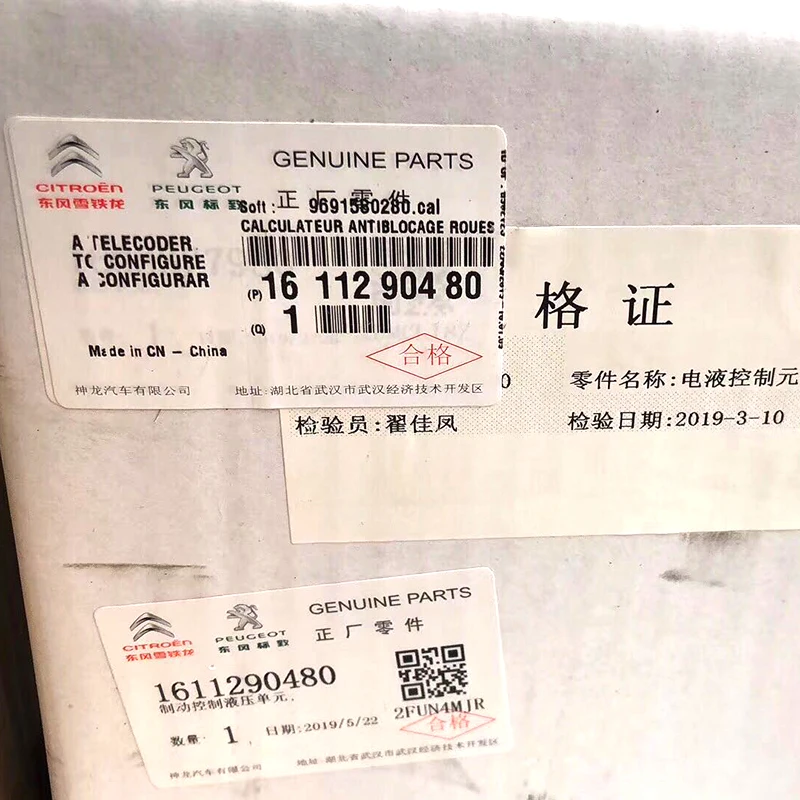 GENUINE PARTS
CITROËN PEUGEOT 正厂零件
东风雪铁龙 东风标致
Soft : 9691580280.cal
CALCULATEUR ANTIBLOCAGE ROUES
A TELECODER
TO CONFIGURE
A CONFIGURAR
(P) 16 112 904 80
(Q) 1
Made in CN - China
合格
神龙汽车有限公司 地址:湖北省武汉市武汉经济技术开发区
格 证
0 零件名称:电液控制元
检验员:翟佳凤 检验日期:2019-3-10
GENUINE PARTS
CITROËN PEUGEOT 正厂零件
东风雪铁龙 东风标致
1611290480
制动控制液压单元.
2FUN4MJR
数量 1 , 日期:2019/5/22
合格
神龙汽车有限公司 地址:湖北省武汉市武汉经济技术开发区